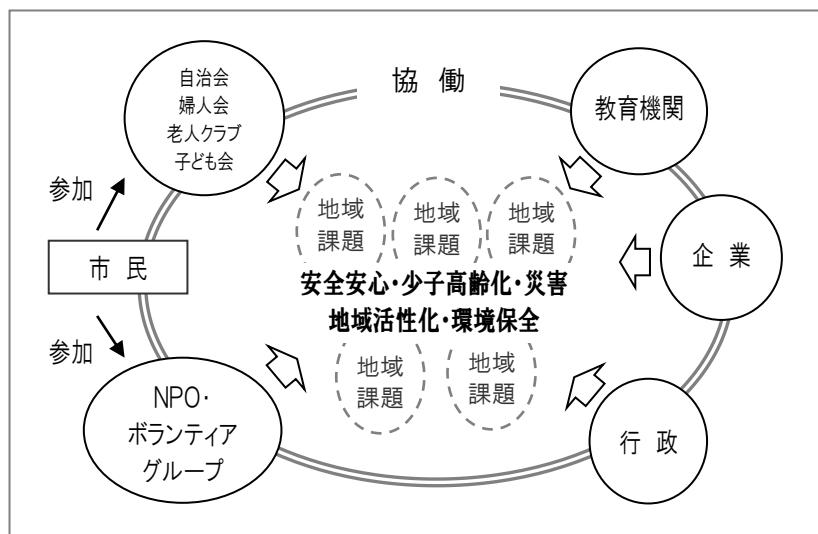 協 働
自治会
婦人会
老人クラブ
子ども会
教育機関
参加
市 民
参加
企 業
地域
課題
地域
課題
地域
課題
安全安心・少子高齢化・災害
地域活性化・環境保全
地域
課題
地域
課題
NPO・
ボランティア
グループ
行 政